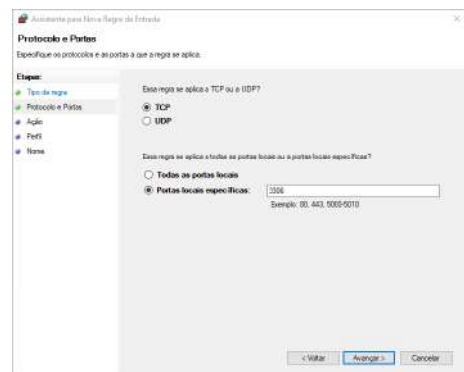 Assistente para Nova Regra de Entrada
Protocolo e Portas
Especifique os protocolos e as portas a que a regra se aplica.
Etapas:
Tipo de regra
Protocolo e Portas
Ação
Perfil
Nome
Essa regra se aplica a TCP ou a UDP?
TCP
UDP
Essa regra se aplica a todas as portas locais ou a portas locais específicas?
Todas as portas locais
Portas locais específicas:
3306
Exemplo: 80, 443, 5000-5010
< Voltar
Avançar >
Cancelar